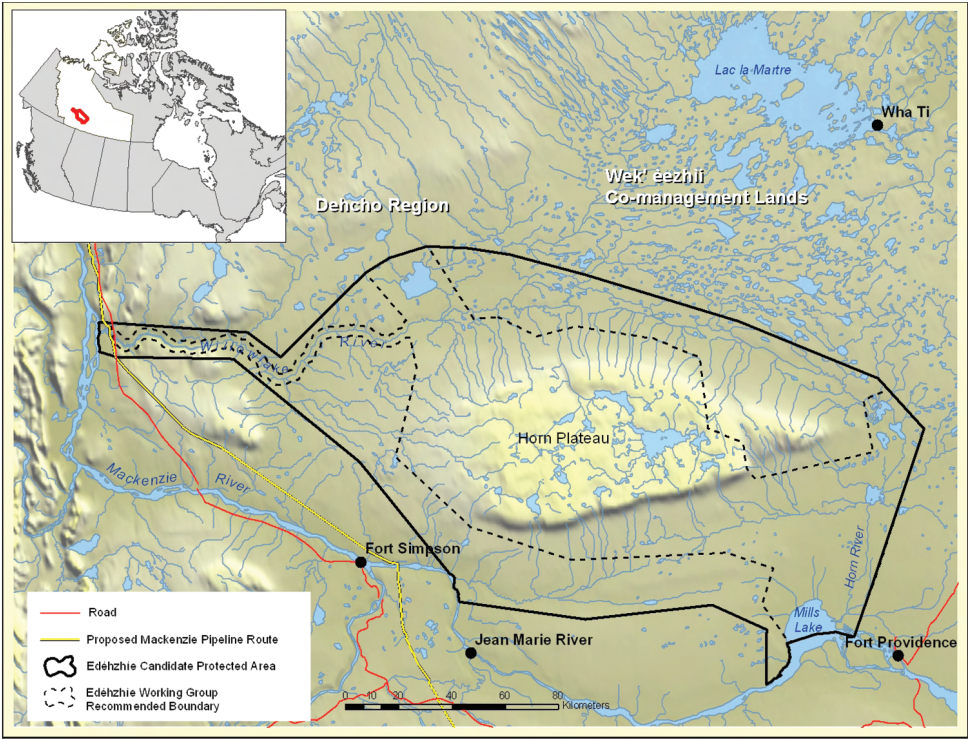 Lac la Martre
Wha Ti
Wek' èezhii
Co-management Lands
Dehcho Region
Willowlake River
Horn Plateau
Mackenzie River
Fort Simpson
Horn River
Mills
Lake
Jean Marie River
Fort Providence
Road
Proposed Mackenzie Pipeline Route
Edéhzhíe Candidate Protected Area
Edéhzhíe Working Group
Recommended Boundary
0 10 20 40 60 80
Kilometers